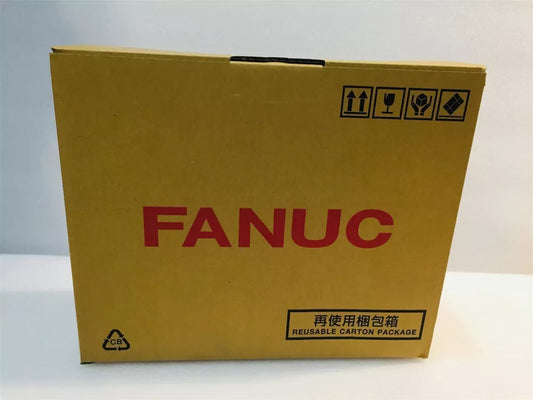 FANUC
再使用梱包箱
REUSABLE CARTON PACKAGE
CB